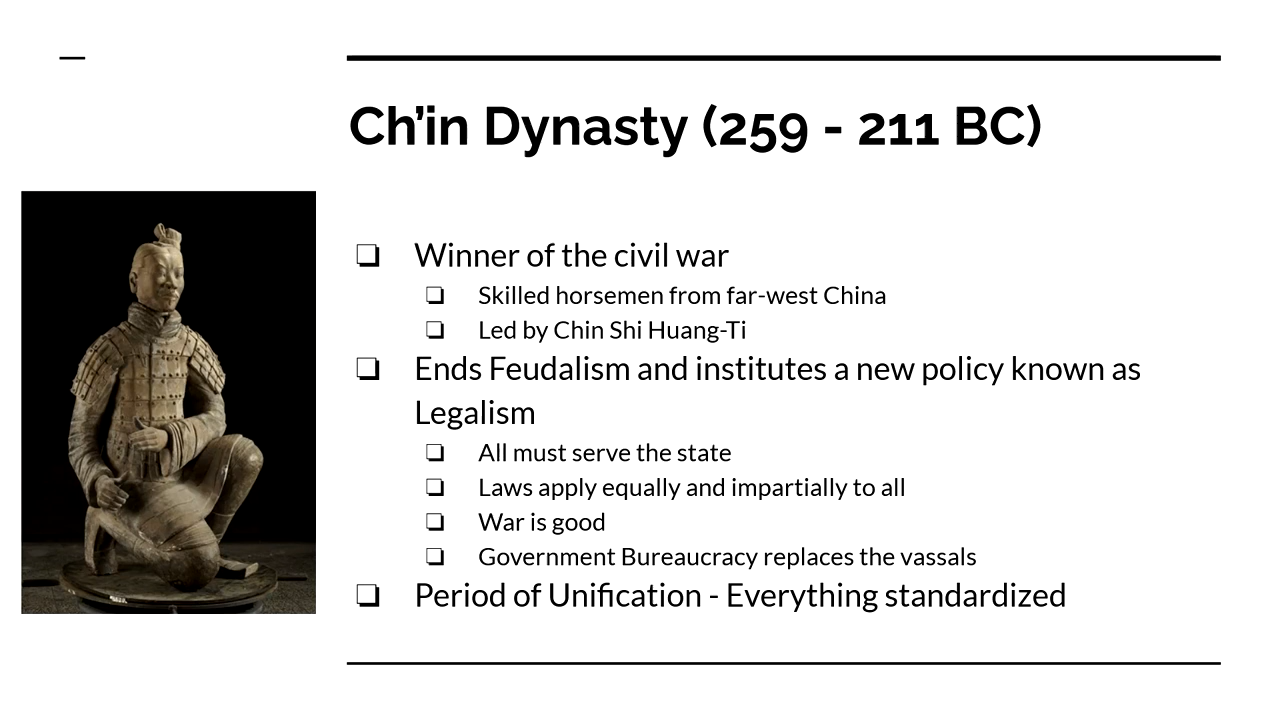 Ch’in Dynasty (259 - 211 BC)
❏ Winner of the civil war
❏ Skilled horsemen from far-west China
❏ Led by Chin Shi Huang-Ti
❏ Ends Feudalism and institutes a new policy known as
Legalism
❏ All must serve the state
❏ Laws apply equally and impartially to all
❏ War is good
❏ Government Bureaucracy replaces the vassals
❏ Period of Unification - Everything standardized